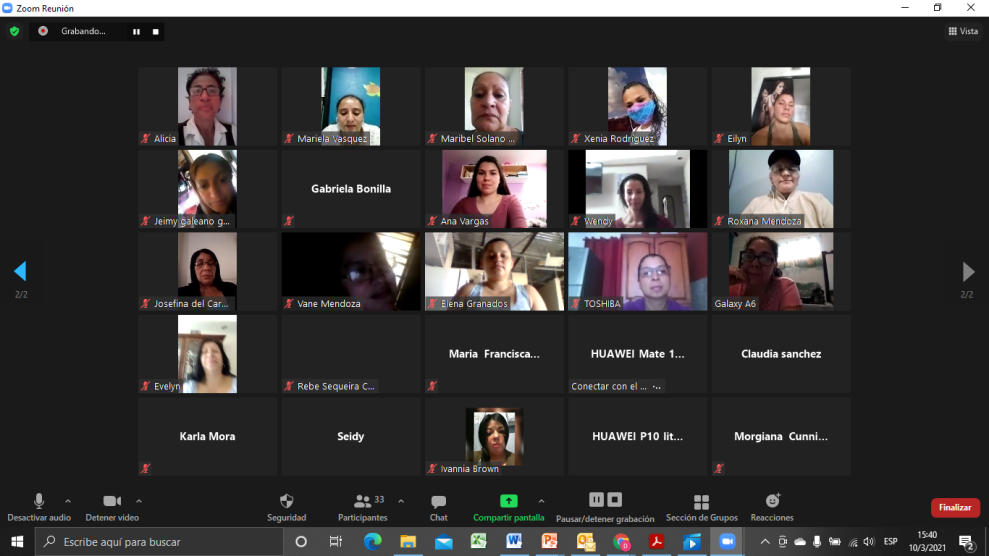 Zoom Reunión
Grabando...
Vista
Alicia
Mariela Vasquez
Maribel Solano ...
Xenia Rodríguez
Eilyn
Jeimy galeano g...
Gabriela Bonilla
Ana Vargas
Wendy
Roxana Mendoza
Josefina del Car...
Vane Mendoza
Elena Granados
TOSHIBA
Galaxy A6
2/2
2/2
Evelyn
Rebe Sequeira C...
Maria Francisca...
HUAWEI Mate 1...
Conectar con el ...
Claudia sanchez
Karla Mora
Seidy
Ivannia Brown
HUAWEI P10 lit...
Morgiana Cunni...
Desactivar audio
Detener video
Seguridad
33
Participantes
Chat
Compartir pantalla
Pausar/detener grabación
Sección de Grupos
Reacciones
Finalizar
Escribe aquí para buscar
ESP
15:40
10/3/2021
2